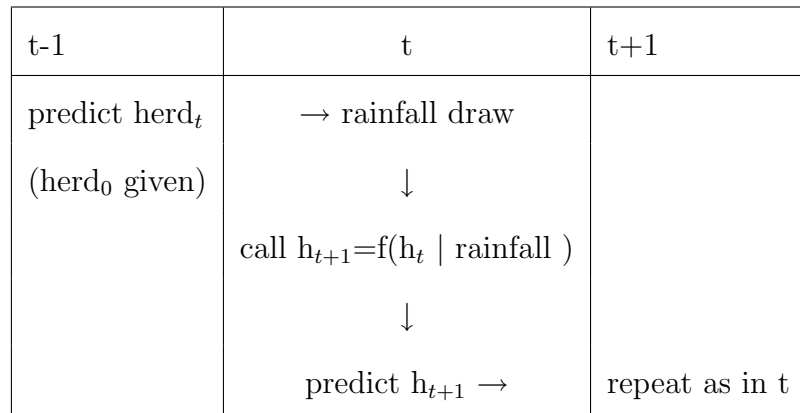 t-1 t t+1
predict herd_t → rainfall draw
(herd_0 given) ↓
call h_{t+1}=f(h_t | rainfall )
↓
predict h_{t+1} → repeat as in t